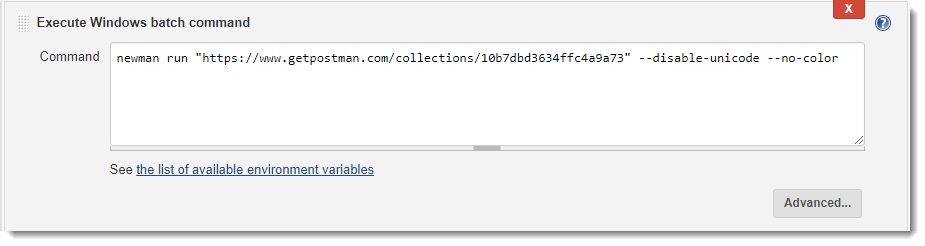 X
Execute Windows batch command
?
Command
newman run "https://www.getpostman.com/collections/10b7dbd3634ffc4a9a73" --disable-unicode --no-color
See the list of available environment variables
Advanced...